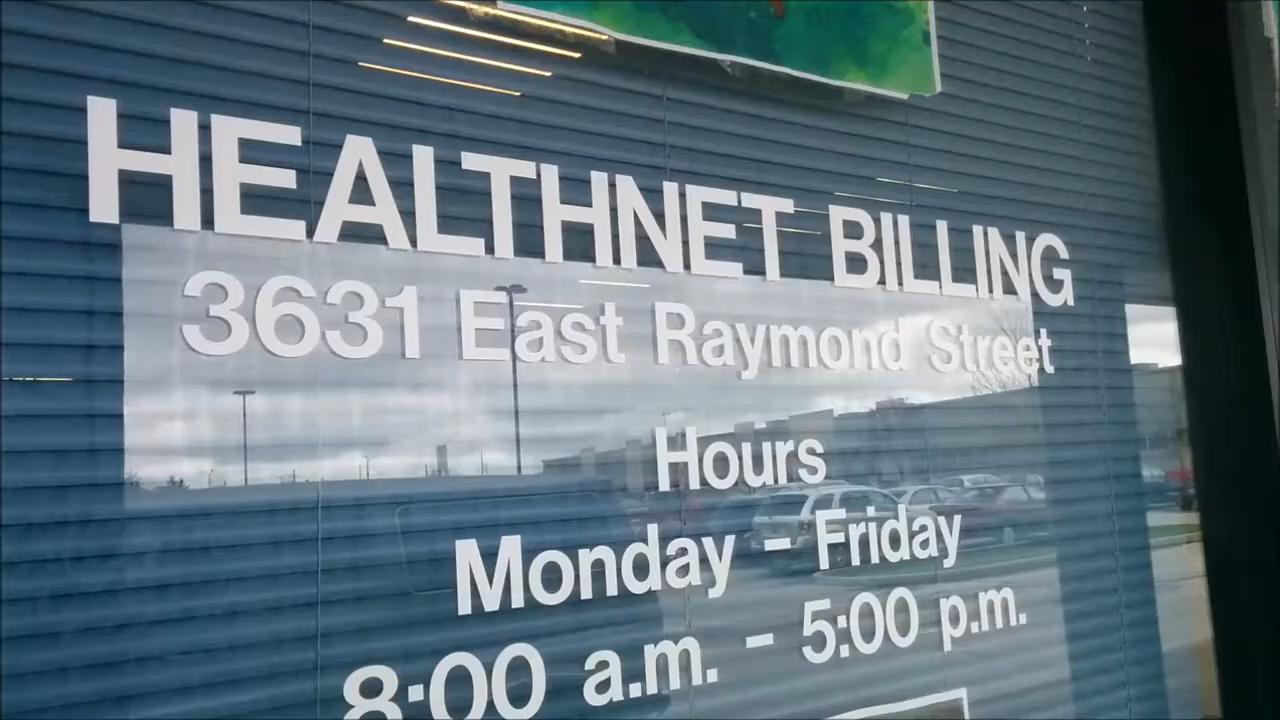 HEALTHNET BILLING
3631 East Raymond Street
Hours
Monday - Friday
8:00 a.m. - 5:00 p.m.